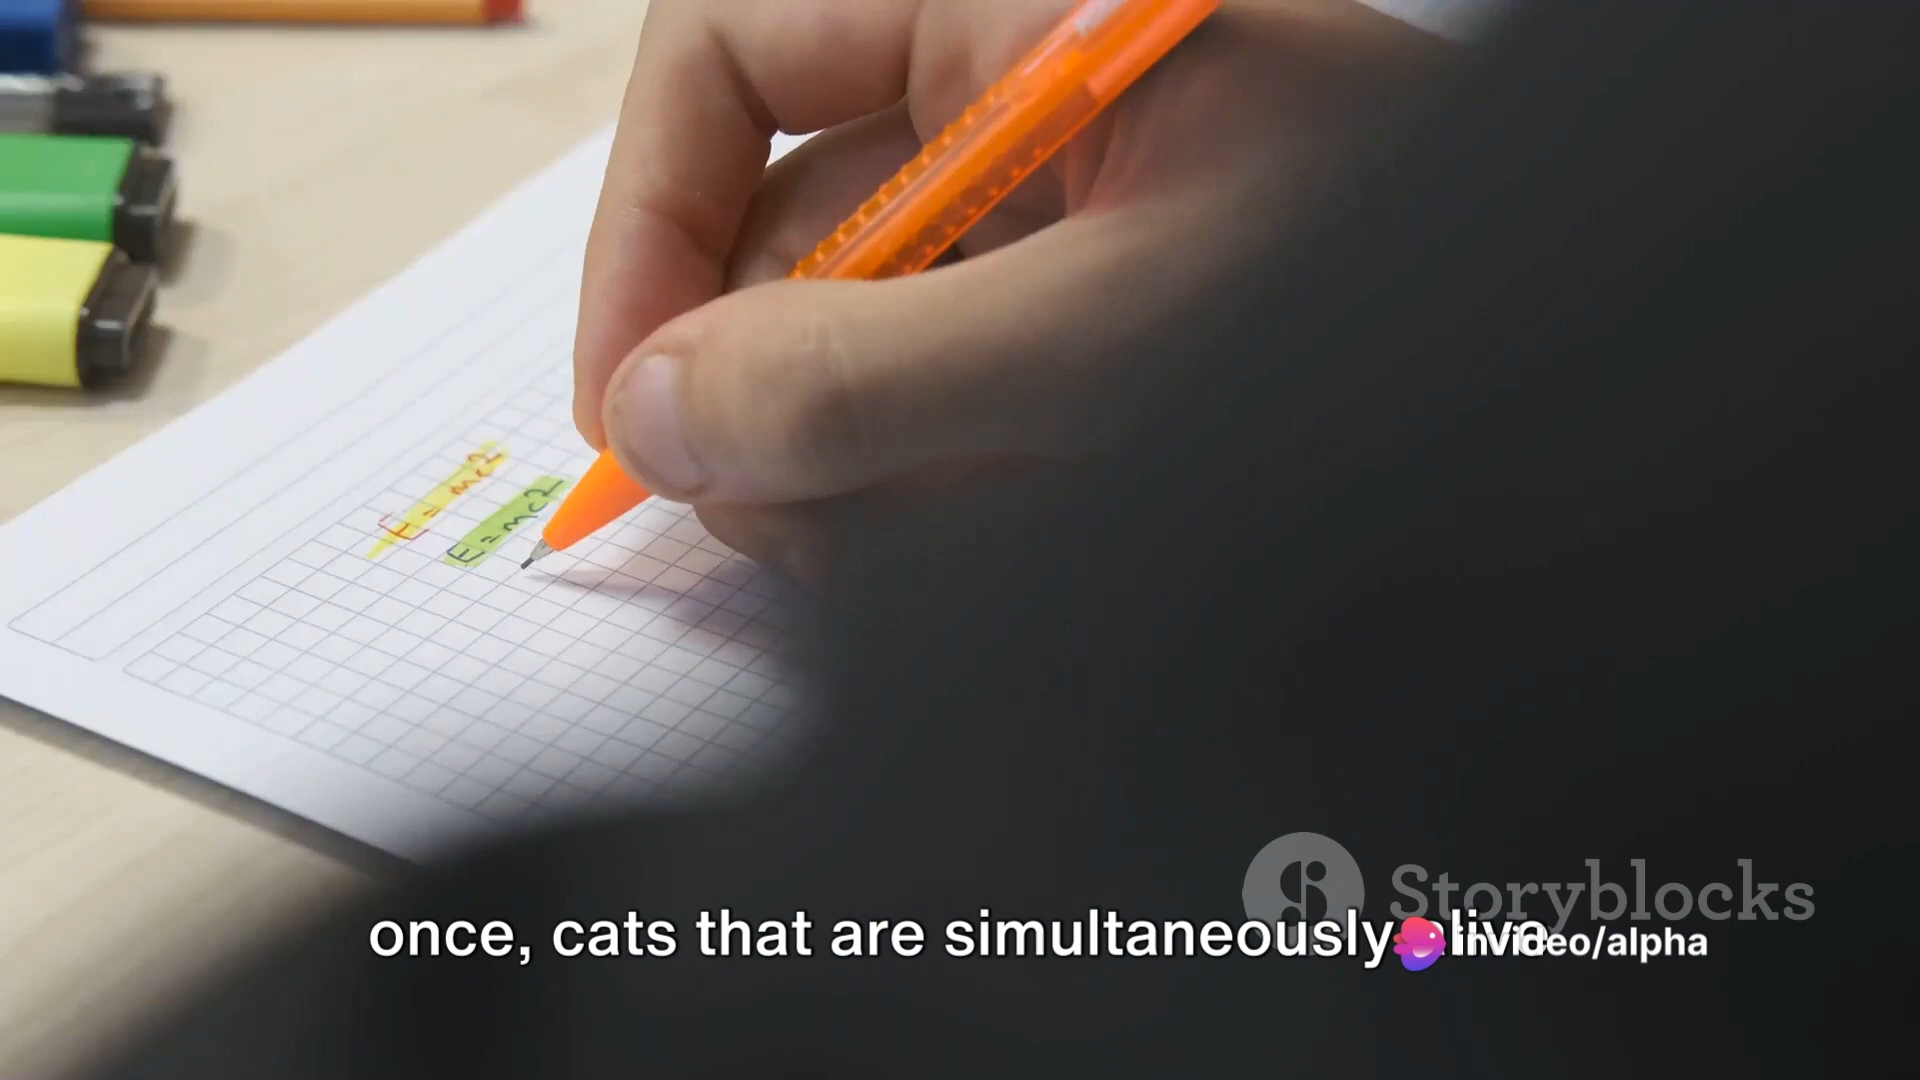 E = mc2
E = mc2
Storyblocks
once, cats that are simultaneously alive
invideo/alpha